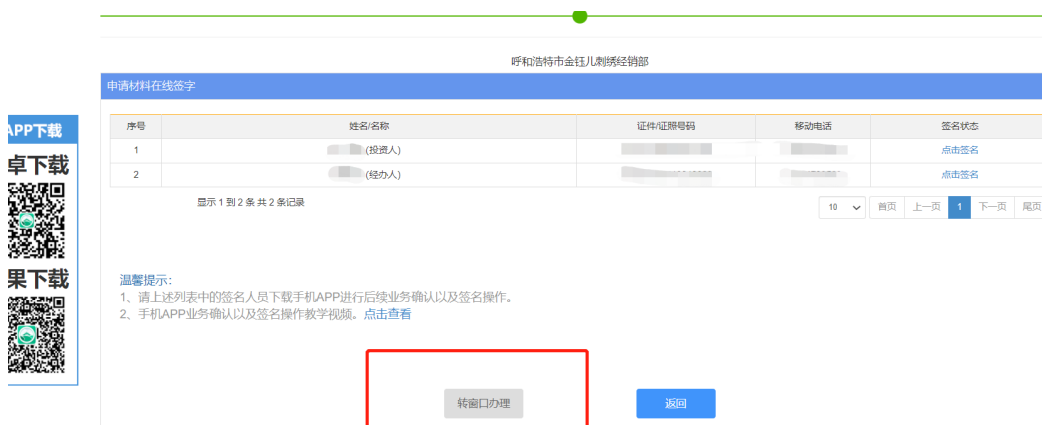 呼和浩特市金钰儿刺绣经销部
申请材料在线签字
APP下载
卓下载
果下载
序号 姓名/名称 证件/证照号码 移动电话 签名状态
1 (投资人) 点击签名
2 (经办人) 点击签名
显示 1 到 2 条 共 2 条记录
10 首页 上一页 1 下一页 尾页
温馨提示:
1、请上述列表中的签名人员下载手机APP进行后续业务确认以及签名操作。
2、手机APP业务确认以及签名操作教学视频。点击查看
转窗口办理 返回